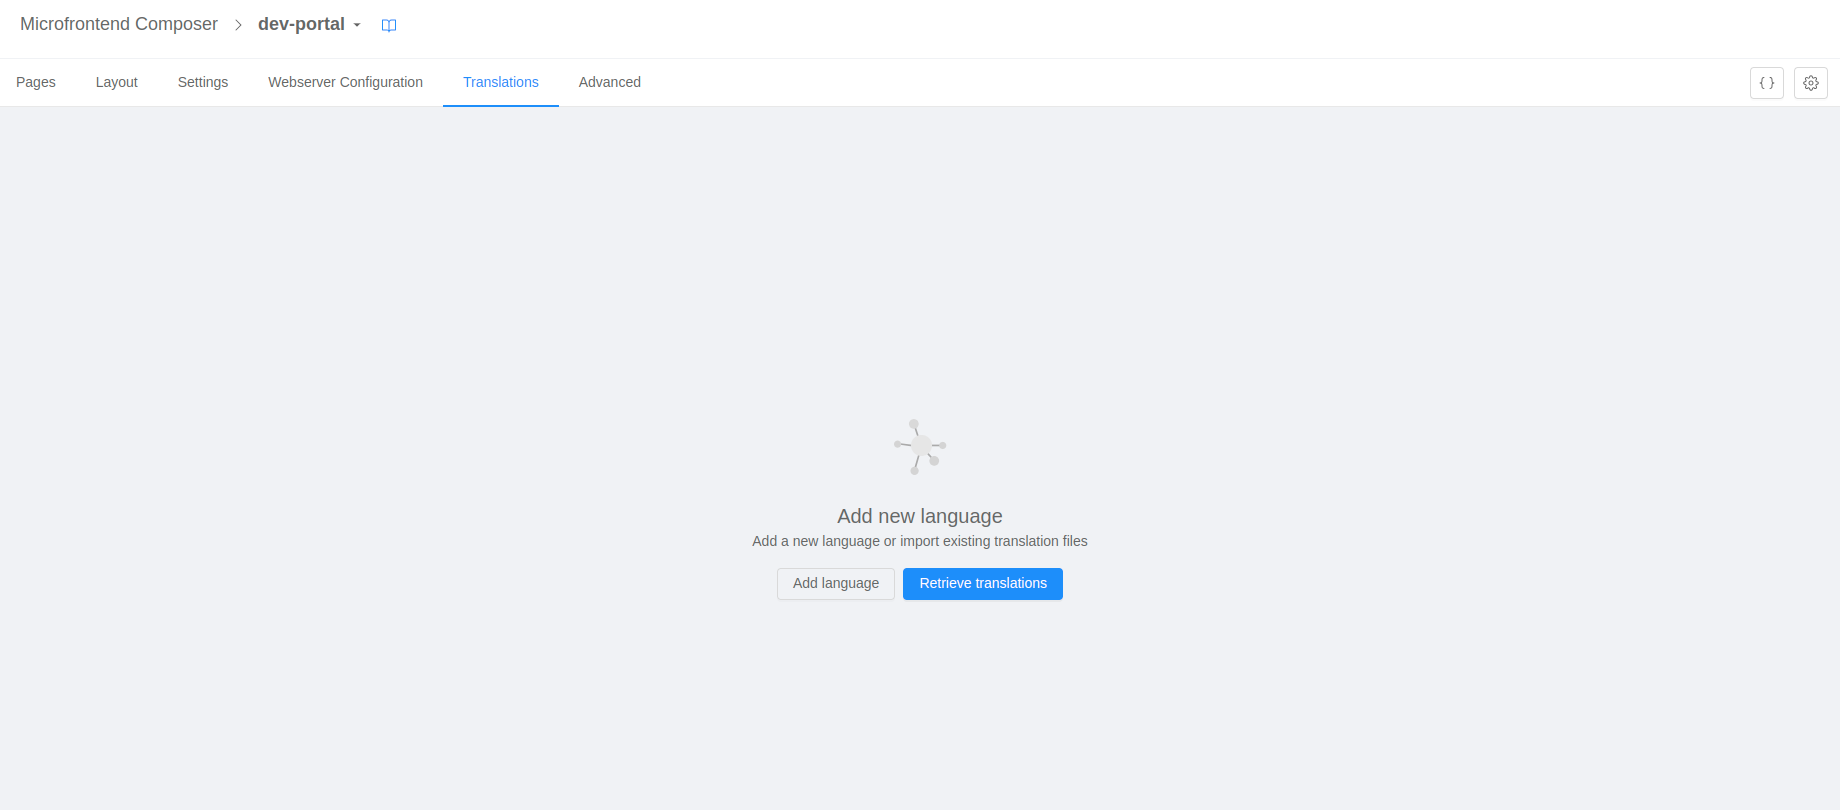 Microfrontend Composer > dev-portal
Pages Layout Settings Webserver Configuration Translations Advanced { }
Add new language
Add a new language or import existing translation files
Add language Retrieve translations